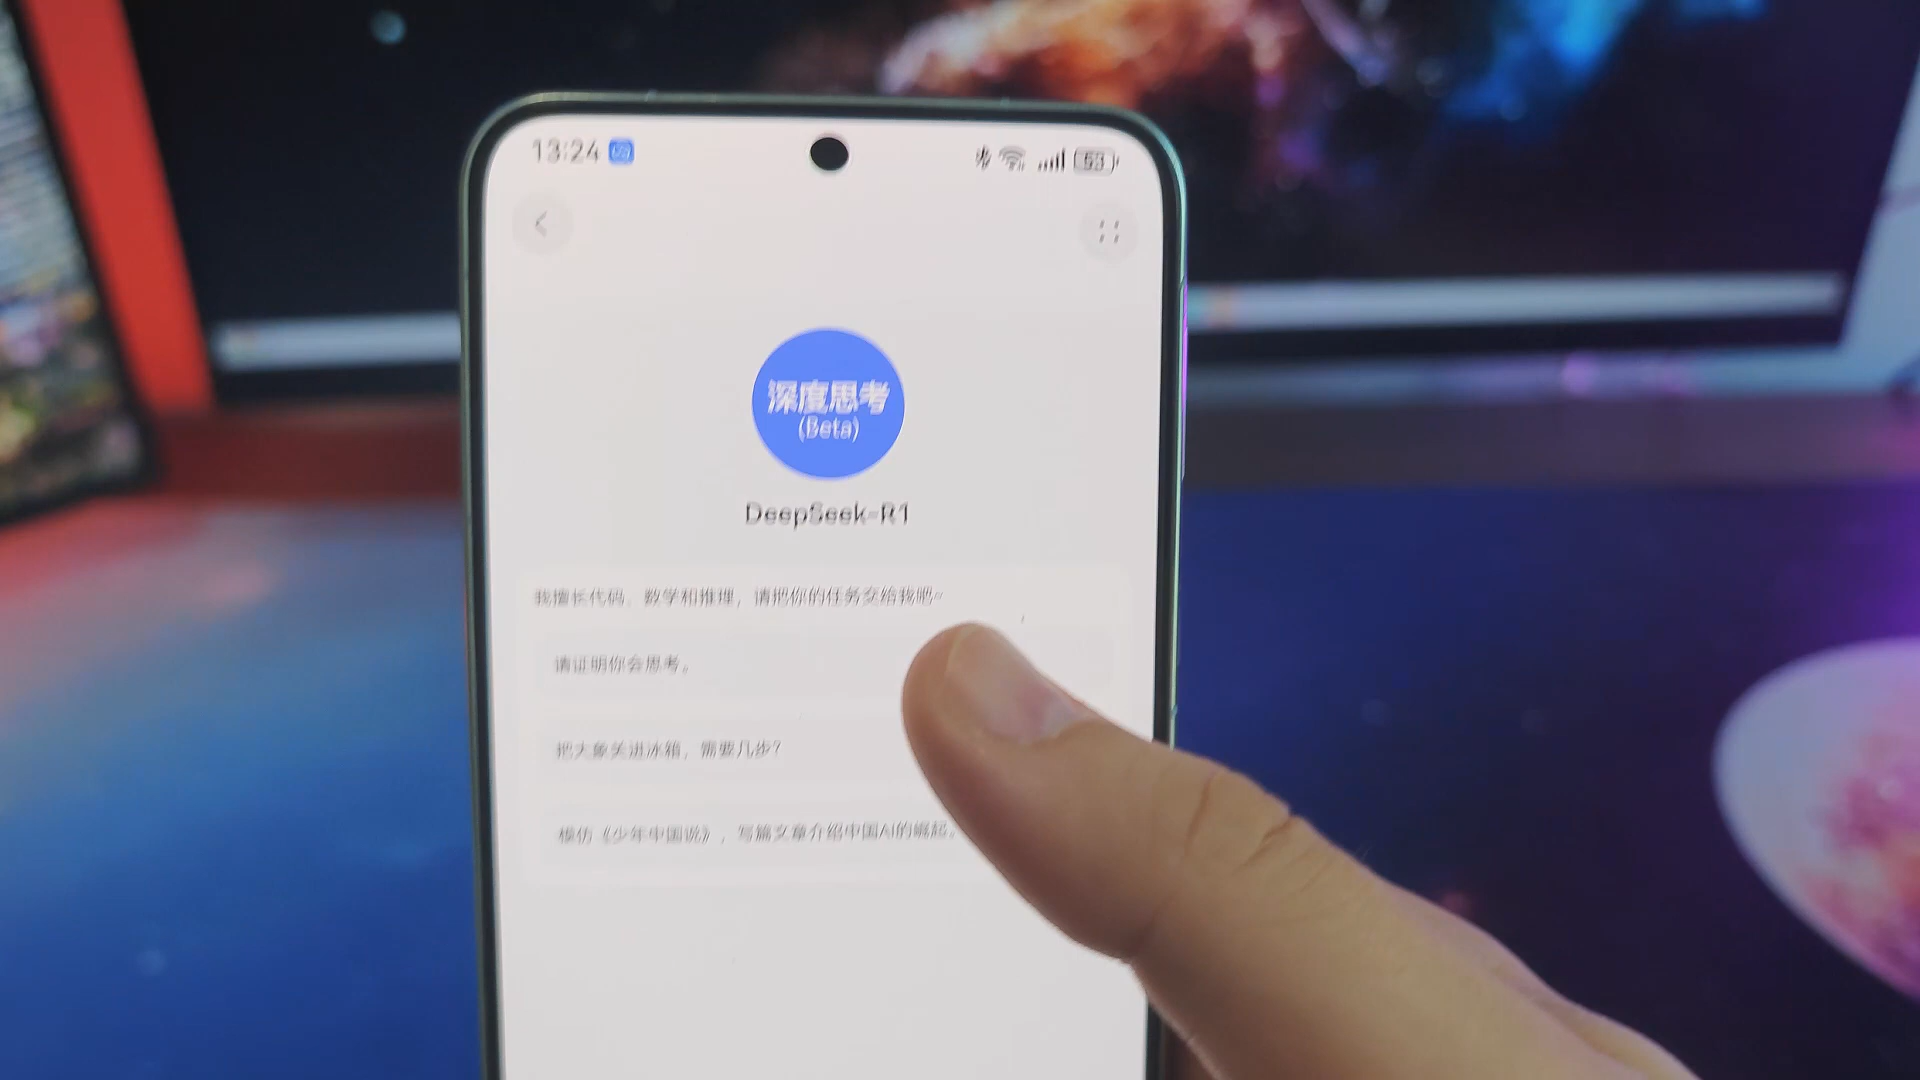 13:24
53
深度思考
(Beta)
DeepSeek-R1
我擅长代码、数学和推理，请把你的任务交给我吧~
请证明你会思考。
把大象关进冰箱，需要几步？
模仿《少年中国说》，写篇文章介绍中国AI的崛起。